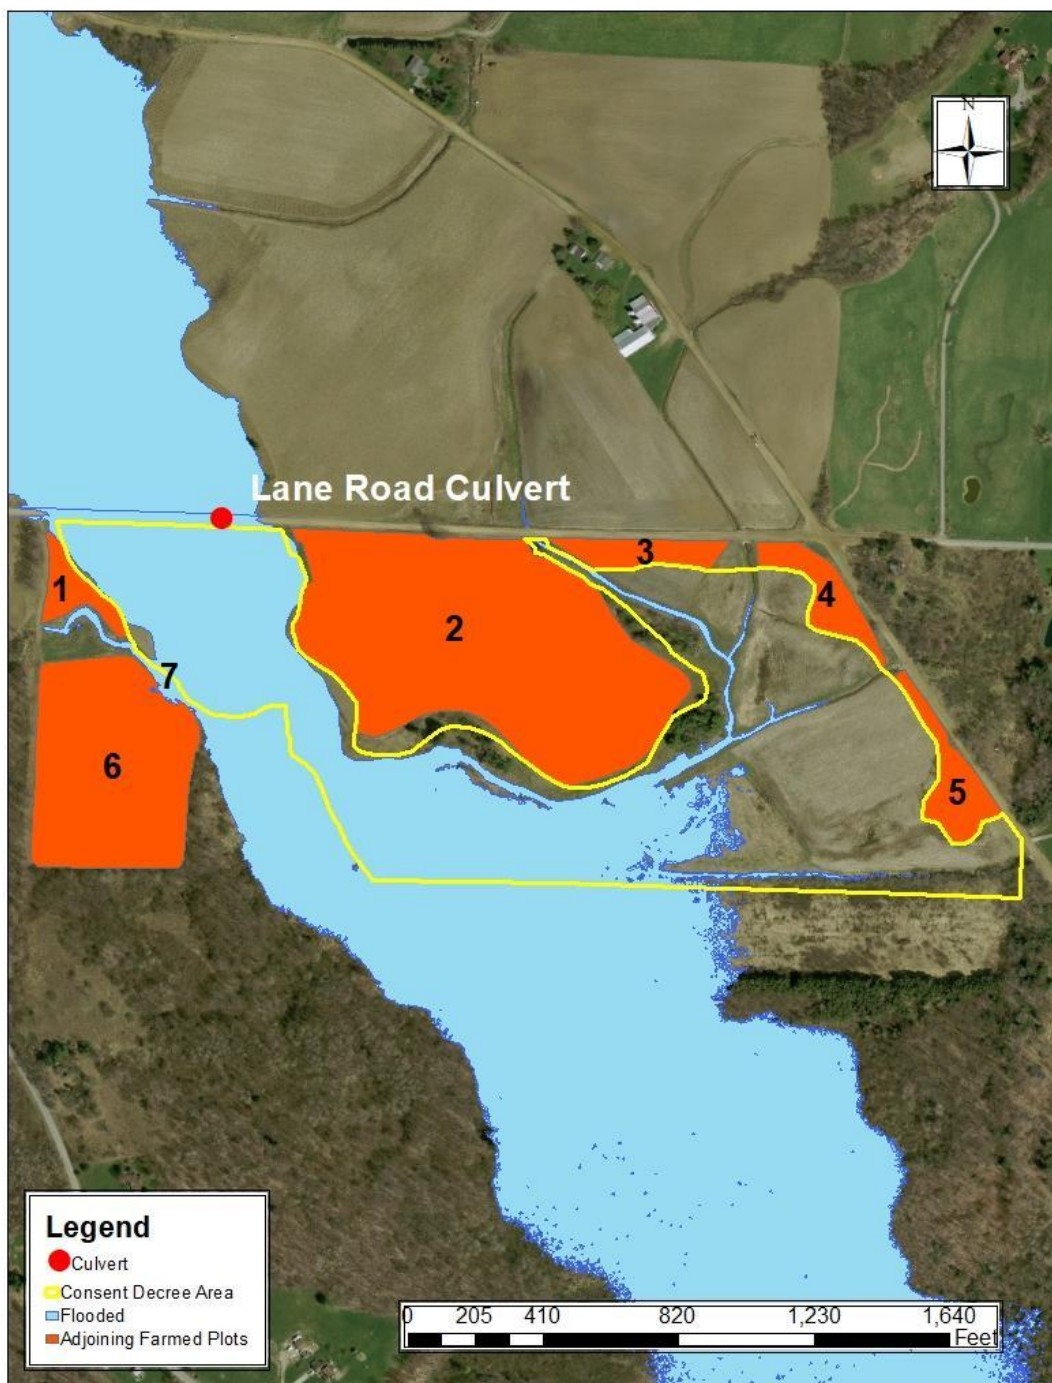 N
Lane Road Culvert
3
1
4
2
7
6
5
Legend
Culvert
Consent Decree Area
Flooded
Adjoining Farmed Plots
0 205 410 820 1,230 1,640
Feet